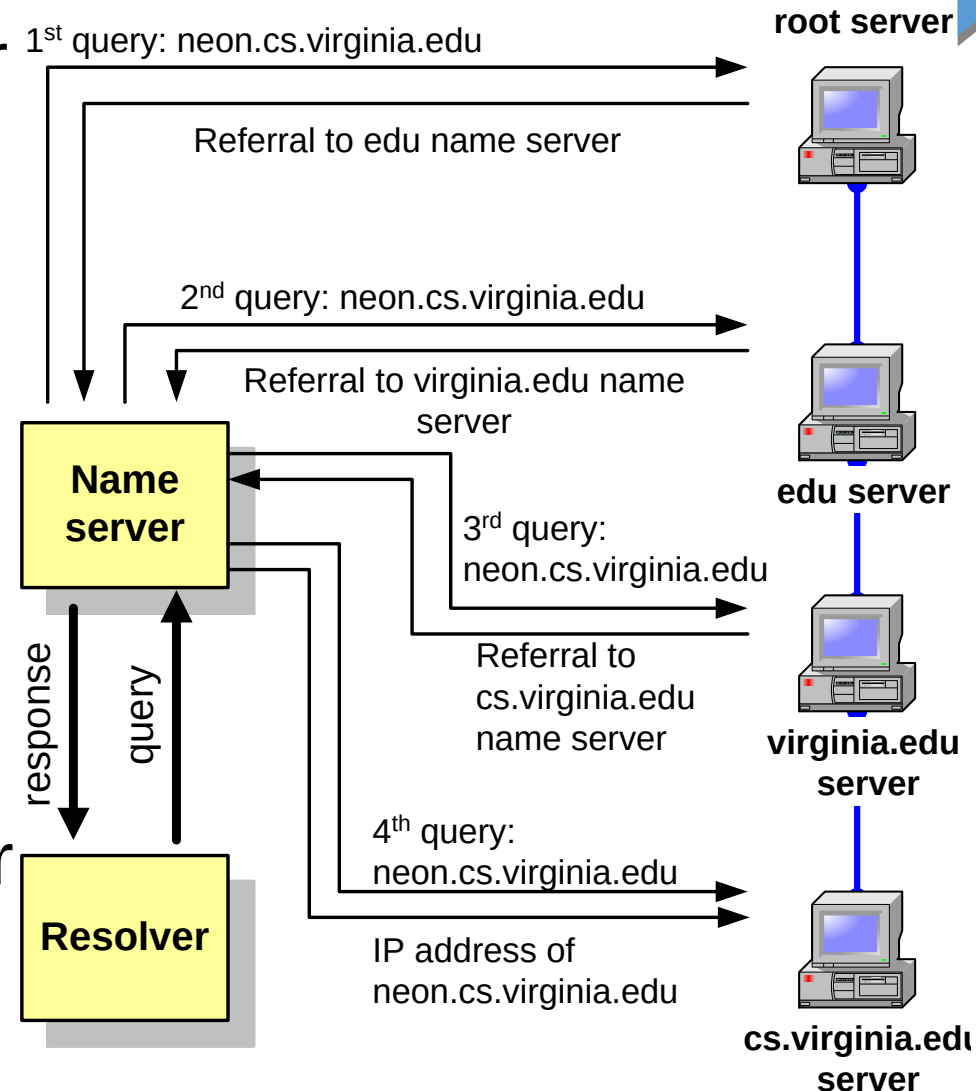 root server
1st query: neon.cs.virginia.edu
Referral to edu name server
2nd query: neon.cs.virginia.edu
Referral to virginia.edu name
server
Name
server
edu server
3rd query:
neon.cs.virginia.edu
Referral to
cs.virginia.edu
name server
virginia.edu
server
response
query
4th query:
neon.cs.virginia.edu
Resolver
IP address of
neon.cs.virginia.edu
cs.virginia.edu
server